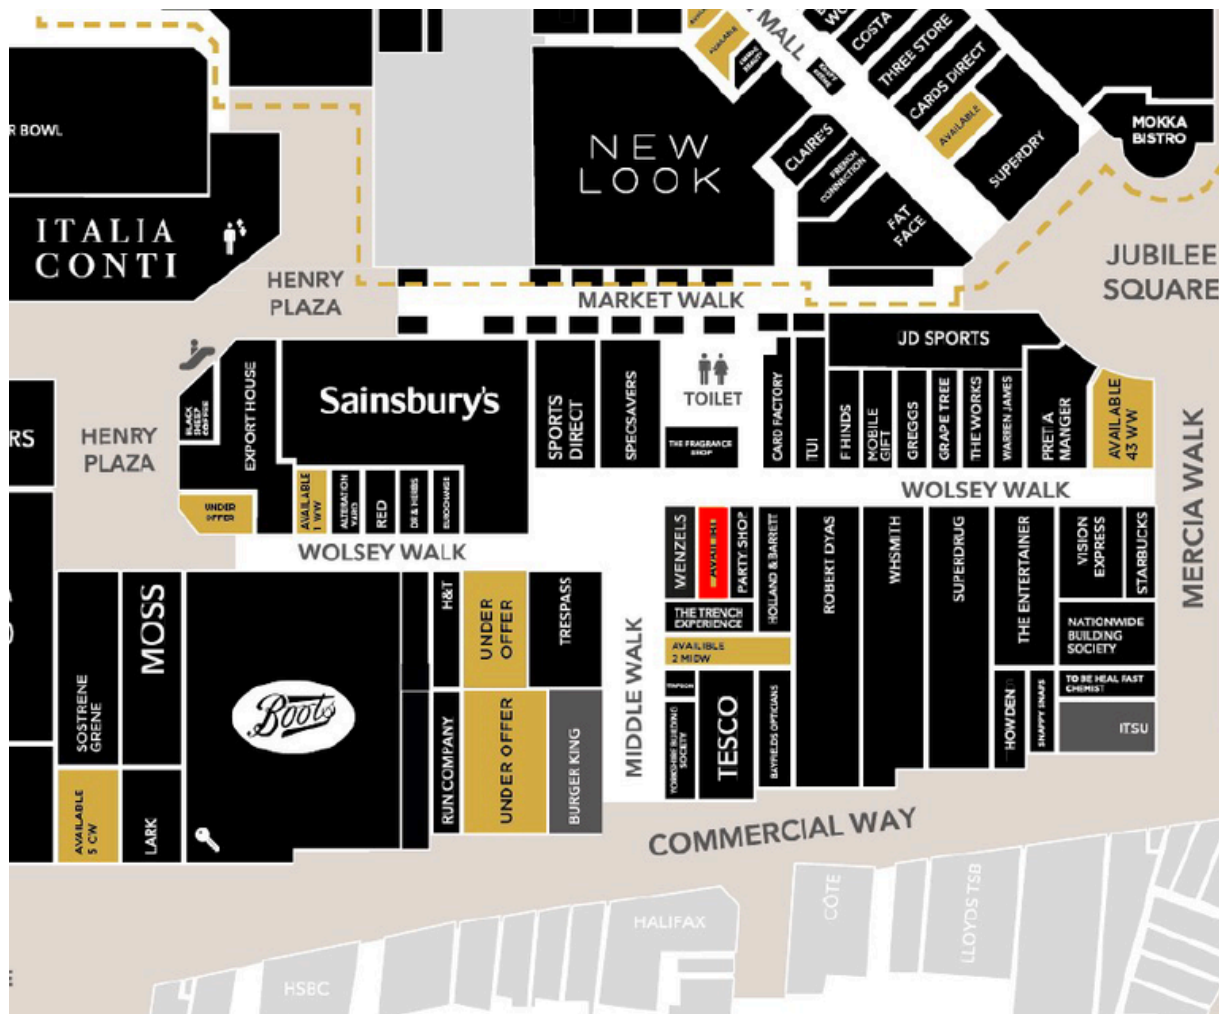 MALL
COSTA
THREE STORE
CARDS DIRECT
AVAILABLE
SUPERDRY
MOKKA
BISTRO
AVAILABLE
R BOWL
NEW
LOOK
CLAIRE'S
FRENCH
CONNECTION
FAT
FACE
ITALIA
CONTI
HENRY
PLAZA
JUBILEE
SQUARE
MARKET WALK
JD SPORTS
BLACK
SHEEP
COFFEE
EXPORT HOUSE
Sainsbury's
SPORTS
DIRECT
SPECSAVERS
TOILET
THE FRAGRANCE
SHOP
CARD FACTORY
TUI
F HINDS
MOBILE
GIFT
GREGGS
GRAPE TREE
THE WORKS
WARREN JAMES
PRET A
MANGER
AVAILABLE
43 WW
RS
HENRY
PLAZA
MERCIA WALK
UNDER
OFFER
AVAILABLE
1 WW
ALTERATION
YARD
RED
DR & HERBS
EUROCHANGE
WOLSEY WALK
WOLSEY WALK
WENZELS
PARTY SHOP
HOLLAND & BARRETT
ROBERT DYAS
WHSMITH
SUPERDRUG
THE ENTERTAINER
VISION
EXPRESS
STARBUCKS
SOSTRENE
GRENE
MOSS
Boots
H&T
UNDER
OFFER
TRESPASS
MIDDLE WALK
THE TRENCH
EXPERIENCE
AVAILIBLE
2 MIDW
NATIONWIDE
BUILDING
SOCIETY
TO BE HEAL FAST
CHEMIST
ITSU
YORKSHIRE BUILDING
SOCIETY
TESCO
BAYFIELDS OPTICIANS
HOWDEN
SNAPPY SNAPS
AVAILABLE
5 CW
LARK
RUN COMPANY
UNDER OFFER
BURGER KING
COMMERCIAL WAY
HSBC
HALIFAX
CÔTE
LLOYDS TSB